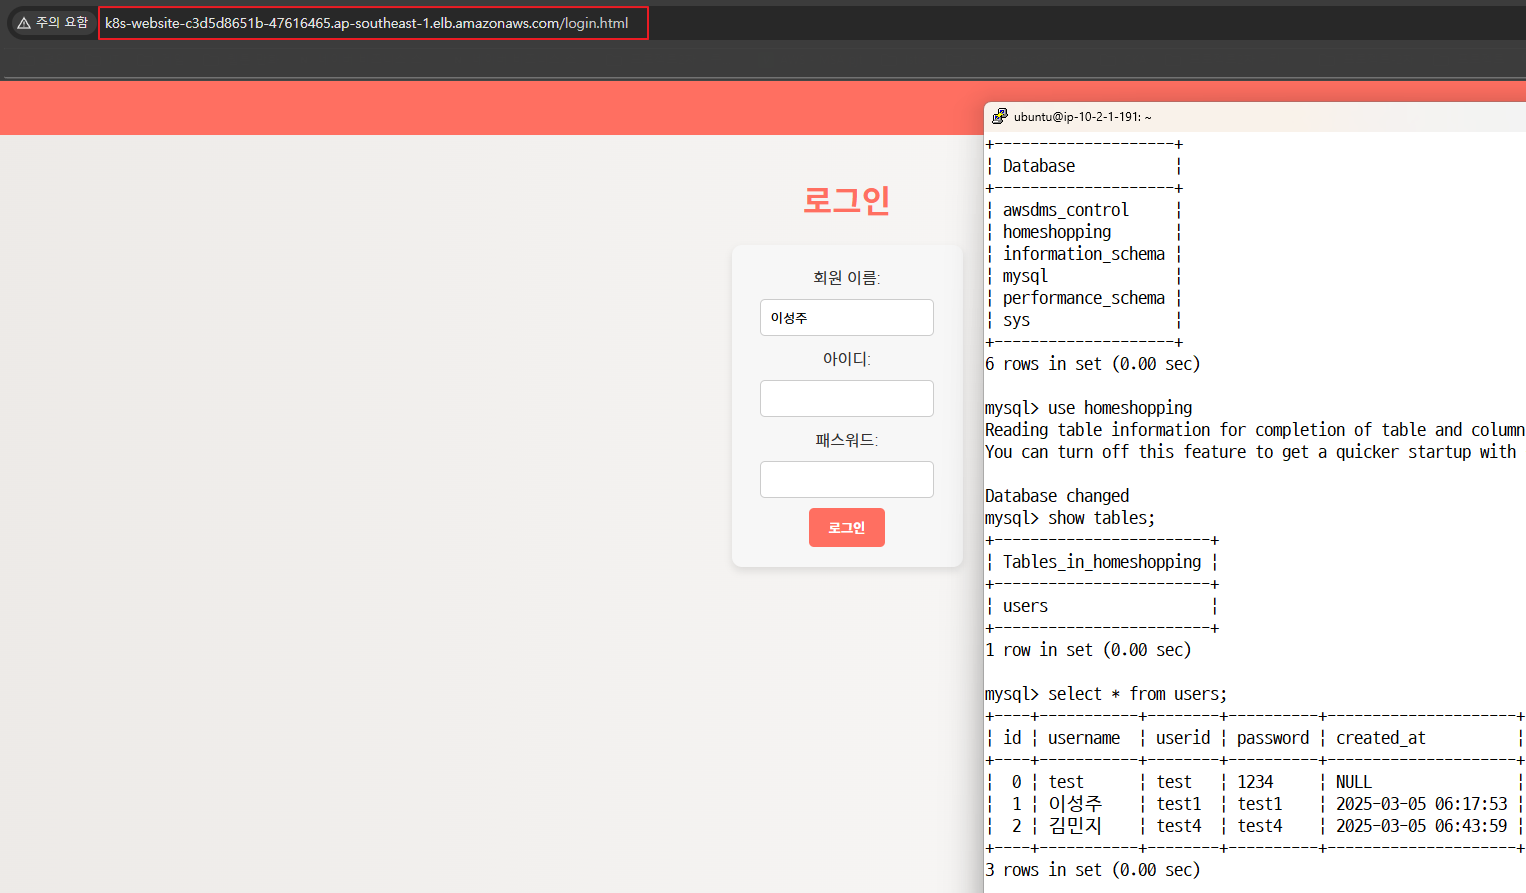 주의 요함 k8s-website-c3d5d8651b-47616465.ap-southeast-1.elb.amazonaws.com/login.html
로그인
회원 이름:
이성주
아이디:
패스워드:
로그인
ubuntu@ip-10-2-1-191: ~
+--------------------+
¦ Database           ¦
+--------------------+
¦ awsdms_control     ¦
¦ homeshopping       ¦
¦ information_schema ¦
¦ mysql              ¦
¦ performance_schema ¦
¦ sys                ¦
+--------------------+
6 rows in set (0.00 sec)
mysql> use homeshopping
Reading table information for completion of table and column
You can turn off this feature to get a quicker startup with
Database changed
mysql> show tables;
+------------------------+
¦ Tables_in_homeshopping ¦
+------------------------+
¦ users                  ¦
+------------------------+
1 row in set (0.00 sec)
mysql> select * from users;
+----+-----------+--------+----------+---------------------+
¦ id ¦ username  ¦ userid ¦ password ¦ created_at          ¦
+----+-----------+--------+----------+---------------------+
¦  0 ¦ test      ¦ test   ¦ 1234     ¦ NULL                ¦
¦  1 ¦ 이성주    ¦ test1  ¦ test1    ¦ 2025-03-05 06:17:53 ¦
¦  2 ¦ 김민지    ¦ test4  ¦ test4    ¦ 2025-03-05 06:43:59 ¦
+----+-----------+--------+----------+---------------------+
3 rows in set (0.00 sec)